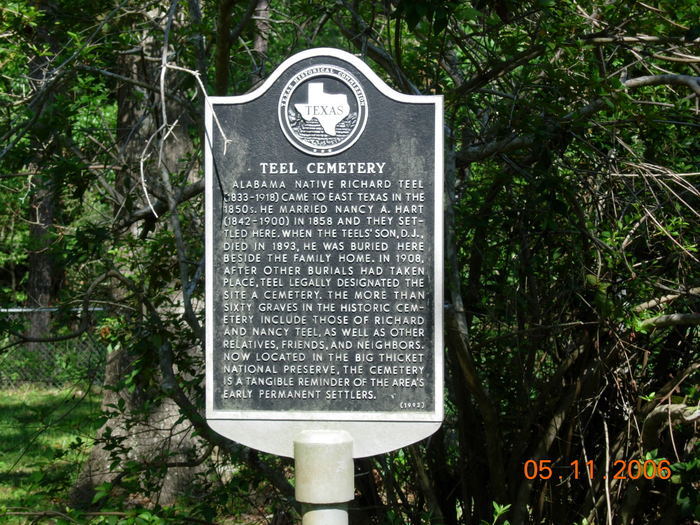 TEXAS HISTORICAL COMMISSION
TEXAS
TEEL CEMETERY
ALABAMA NATIVE RICHARD TEEL
(1833-1918) CAME TO EAST TEXAS IN THE
1850s. HE MARRIED NANCY A. HART
(1842-1900) IN 1858 AND THEY SET-
TLED HERE. WHEN THE TEELS' SON, D.J.,
DIED IN 1893, HE WAS BURIED HERE
BESIDE THE FAMILY HOME. IN 1908,
AFTER OTHER BURIALS HAD TAKEN
PLACE, TEEL LEGALLY DESIGNATED THE
SITE A CEMETERY. THE MORE THAN
SIXTY GRAVES IN THE HISTORIC CEM-
ETERY INCLUDE THOSE OF RICHARD
AND NANCY TEEL, AS WELL AS OTHER
RELATIVES, FRIENDS, AND NEIGHBORS.
NOW LOCATED IN THE BIG THICKET
NATIONAL PRESERVE, THE CEMETERY
IS A TANGIBLE REMINDER OF THE AREA'S
EARLY PERMANENT SETTLERS.
(1993)
05.11.2006